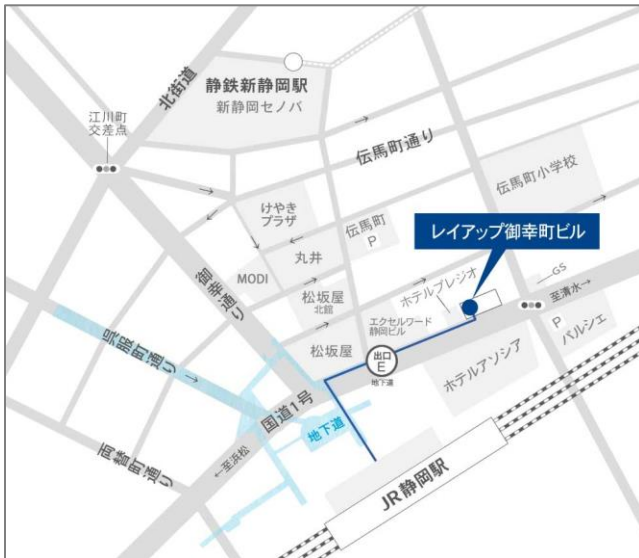 静鉄新静岡駅
新静岡セノバ
北街道
江川町
交差点
伝馬町通り
伝馬町小学校
けやき
プラザ
伝馬町
P
丸井
MODI
御幸通り
松坂屋
北館
レイアップ御幸町ビル
GS
至清水→
ホテルプレジオ
エクセルワード
静岡ビル
松坂屋
出口
E
地下道
P
パルシェ
ホテルアソシア
呉服町通り
国道1号
地下道
両替町通り
←至浜松
JR静岡駅